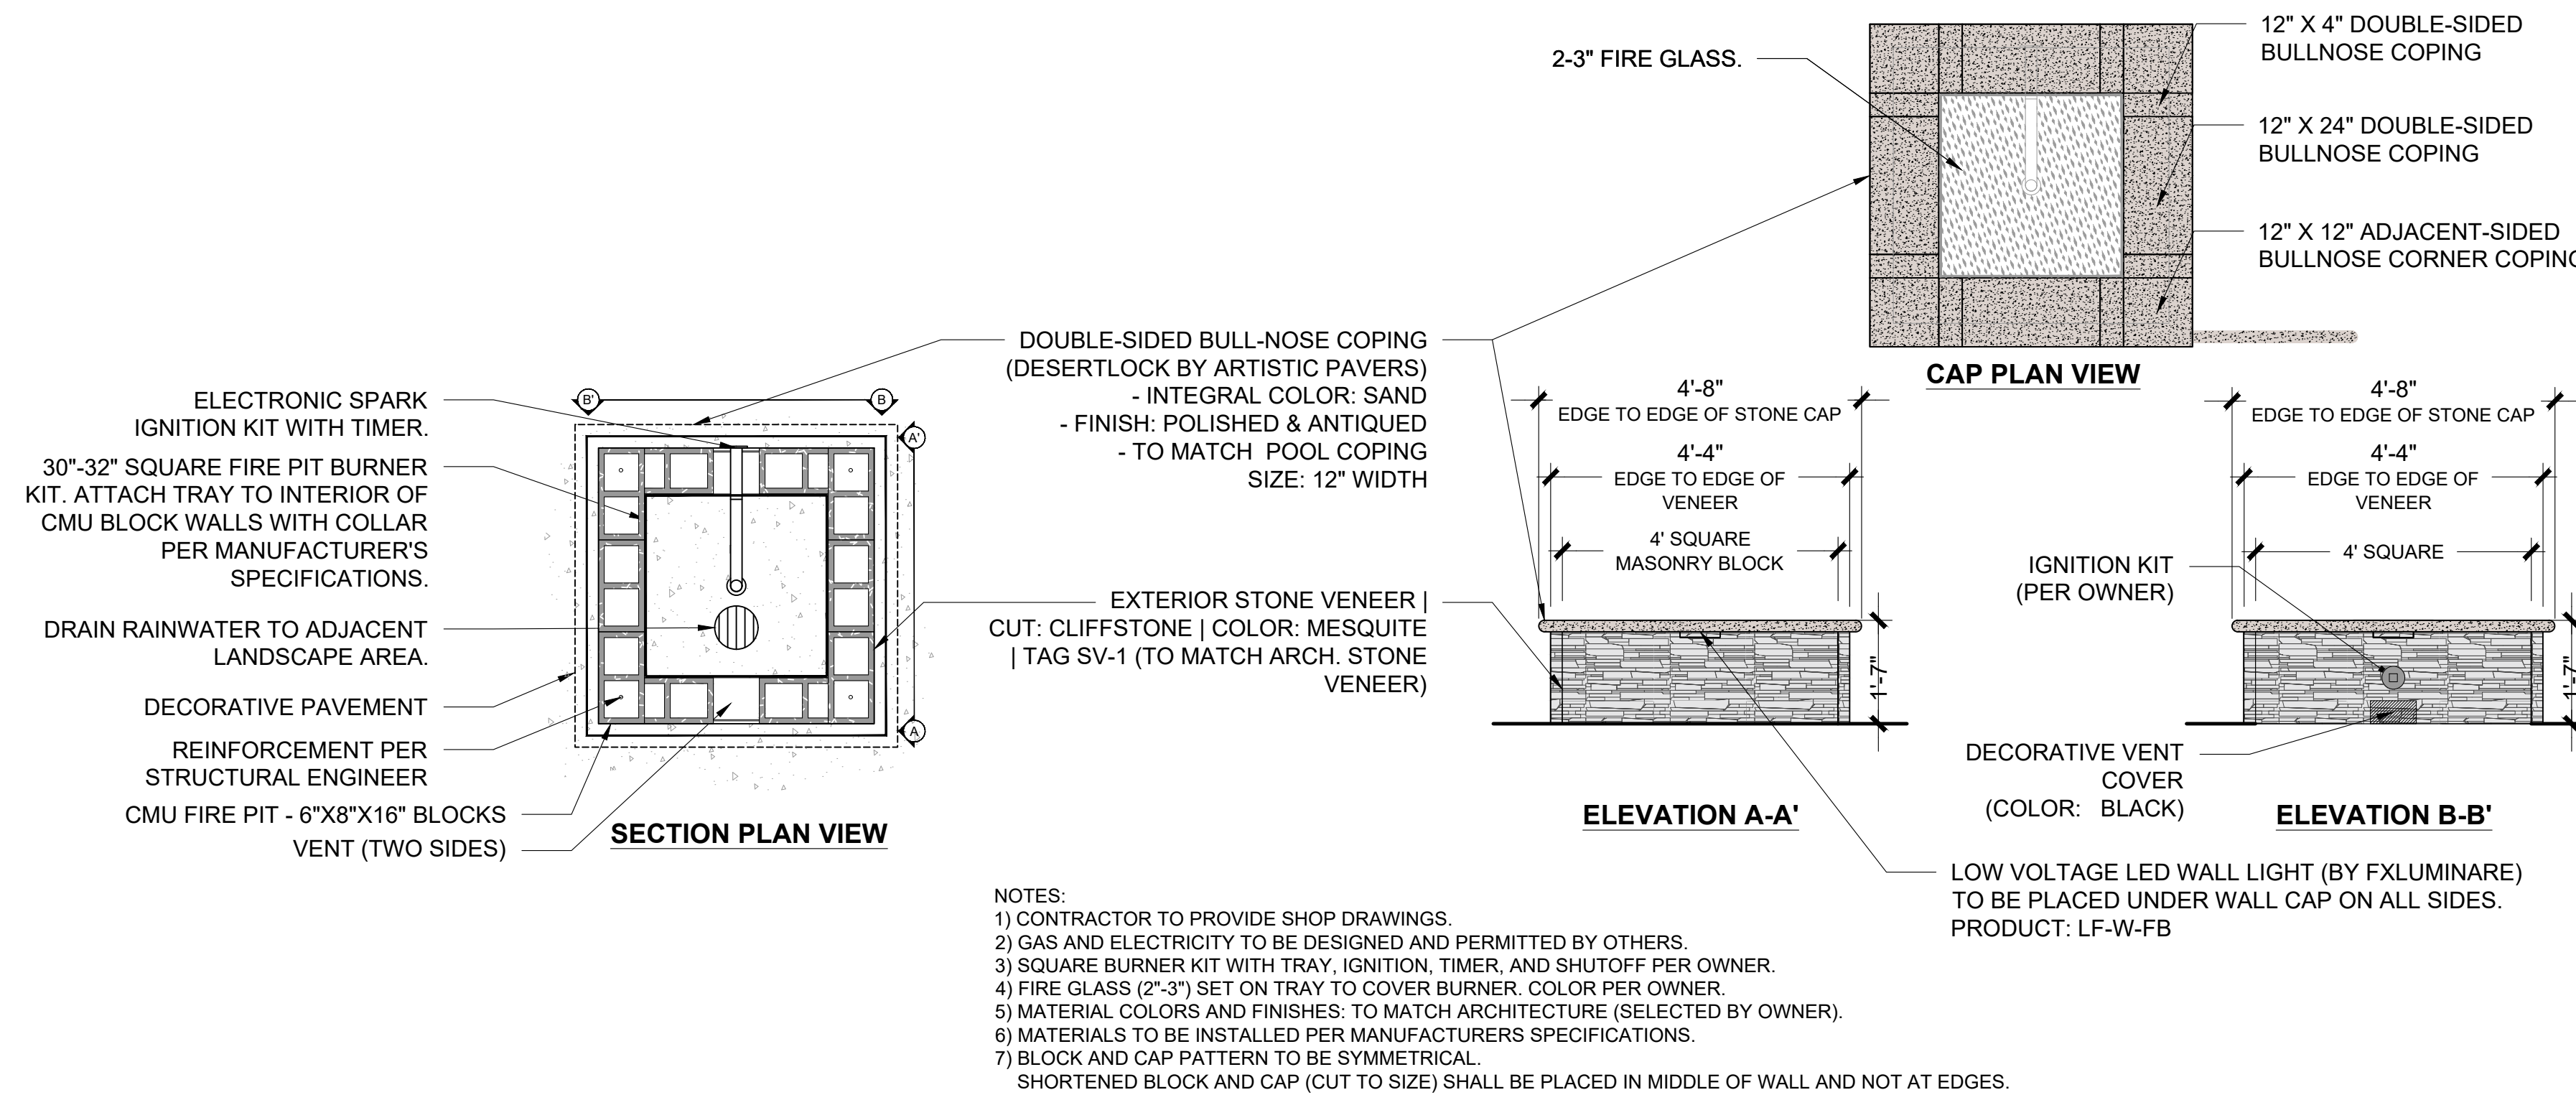 2-3" FIRE GLASS.
12" X 4" DOUBLE-SIDED
BULLNOSE COPING
12" X 24" DOUBLE-SIDED
BULLNOSE COPING
12" X 12" ADJACENT-SIDED
BULLNOSE CORNER COPING
CAP PLAN VIEW
DOUBLE-SIDED BULL-NOSE COPING
(DESERTLOCK BY ARTISTIC PAVERS)
- INTEGRAL COLOR: SAND
- FINISH: POLISHED & ANTIQUED
- TO MATCH POOL COPING
SIZE: 12" WIDTH
EXTERIOR STONE VENEER |
CUT: CLIFFSTONE | COLOR: MESQUITE
| TAG SV-1 (TO MATCH ARCH. STONE
VENEER)
ELECTRONIC SPARK
IGNITION KIT WITH TIMER.
30"-32" SQUARE FIRE PIT BURNER
KIT. ATTACH TRAY TO INTERIOR OF
CMU BLOCK WALLS WITH COLLAR
PER MANUFACTURER'S
SPECIFICATIONS.
DRAIN RAINWATER TO ADJACENT
LANDSCAPE AREA.
DECORATIVE PAVEMENT
REINFORCEMENT PER
STRUCTURAL ENGINEER
CMU FIRE PIT - 6"X8"X16" BLOCKS
VENT (TWO SIDES)
B'
B
A'
A
SECTION PLAN VIEW
4'-8"
EDGE TO EDGE OF STONE CAP
4'-4"
EDGE TO EDGE OF
VENEER
4' SQUARE
MASONRY BLOCK
1'-7"
ELEVATION A-A'
4'-8"
EDGE TO EDGE OF STONE CAP
4'-4"
EDGE TO EDGE OF
VENEER
4' SQUARE
1'-7"
IGNITION KIT
(PER OWNER)
DECORATIVE VENT
COVER
(COLOR: BLACK)
ELEVATION B-B'
LOW VOLTAGE LED WALL LIGHT (BY FXLUMINARE)
TO BE PLACED UNDER WALL CAP ON ALL SIDES.
PRODUCT: LF-W-FB
NOTES:
1) CONTRACTOR TO PROVIDE SHOP DRAWINGS.
2) GAS AND ELECTRICITY TO BE DESIGNED AND PERMITTED BY OTHERS.
3) SQUARE BURNER KIT WITH TRAY, IGNITION, TIMER, AND SHUTOFF PER OWNER.
4) FIRE GLASS (2"-3") SET ON TRAY TO COVER BURNER. COLOR PER OWNER.
5) MATERIAL COLORS AND FINISHES: TO MATCH ARCHITECTURE (SELECTED BY OWNER).
6) MATERIALS TO BE INSTALLED PER MANUFACTURERS SPECIFICATIONS.
7) BLOCK AND CAP PATTERN TO BE SYMMETRICAL.
SHORTENED BLOCK AND CAP (CUT TO SIZE) SHALL BE PLACED IN MIDDLE OF WALL AND NOT AT EDGES.